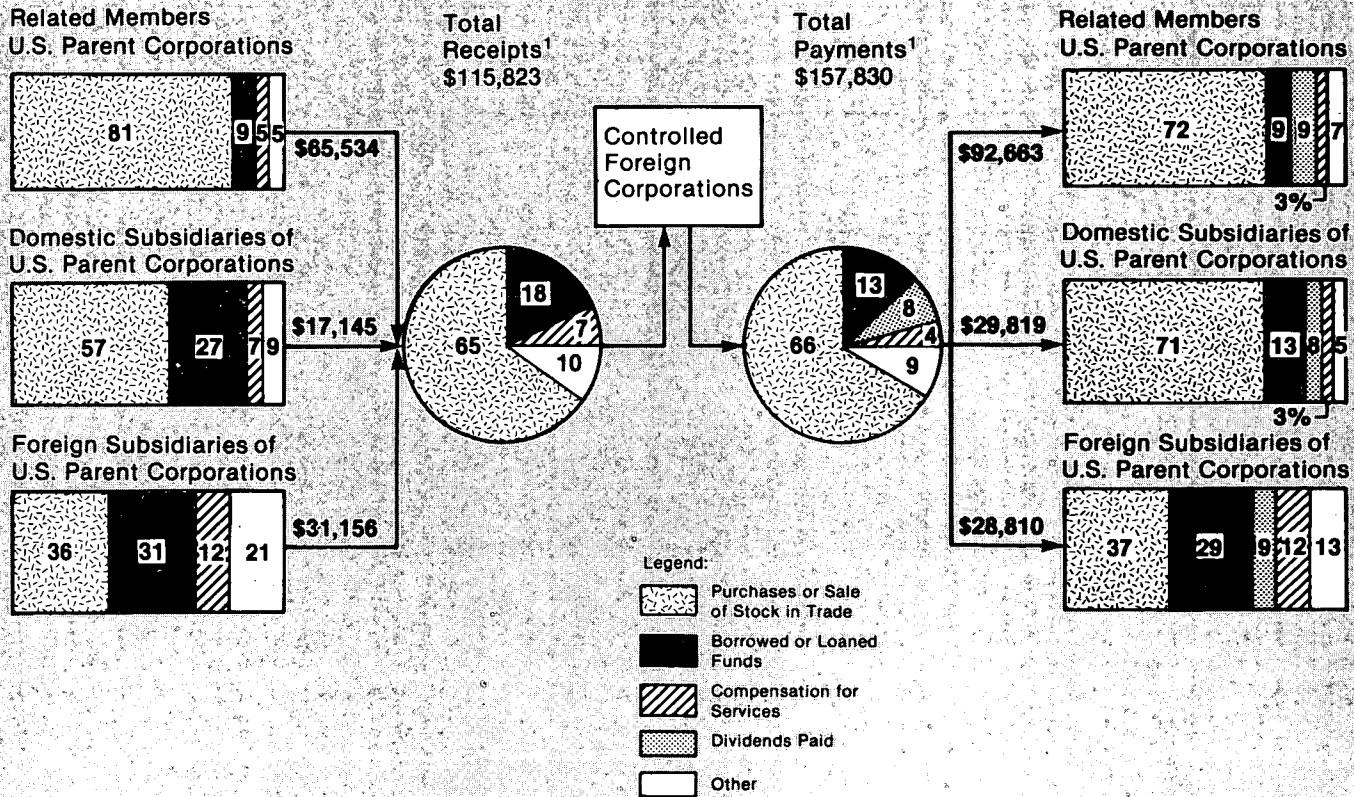 Related Members
U.S. Parent Corporations
81
9
5
5
$65,534
Domestic Subsidiaries of
U.S. Parent Corporations
57
27
7
9
$17,145
Foreign Subsidiaries of
U.S. Parent Corporations
36
31
12
21
$31,156
Total
Receipts1
$115,823
18
7
10
65
Controlled
Foreign
Corporations
Total
Payments1
$157,830
13
8
4
9
66
Related Members
U.S. Parent Corporations
$92,663
72
9
9
7
3%
Domestic Subsidiaries of
U.S. Parent Corporations
$29,819
71
13
8
5
3%
Foreign Subsidiaries of
U.S. Parent Corporations
$28,810
37
29
9
12
13
Legend:
Purchases or Sale
of Stock in Trade
Borrowed or Loaned
Funds
Compensation for
Services
Dividends Paid
Other